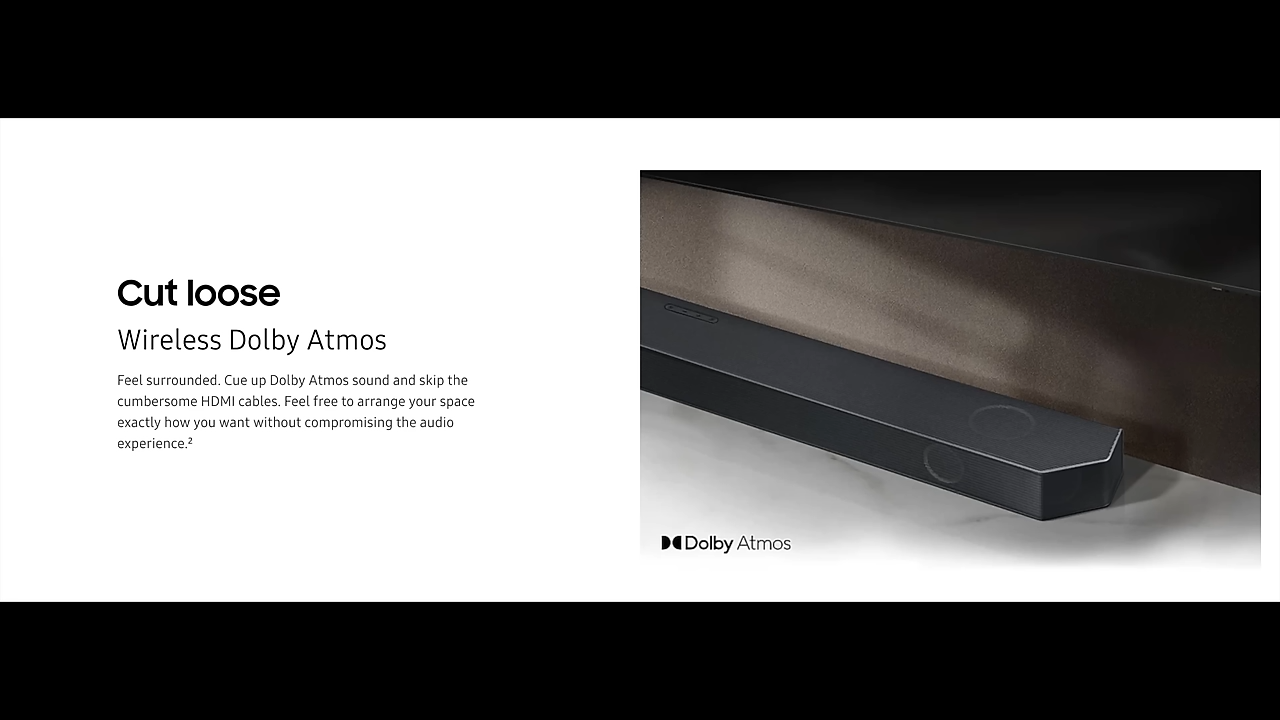 Cut loose
Wireless Dolby Atmos
Feel surrounded. Cue up Dolby Atmos sound and skip the
cumbersome HDMI cables. Feel free to arrange your space
exactly how you want without compromising the audio
experience.²
Dolby Atmos